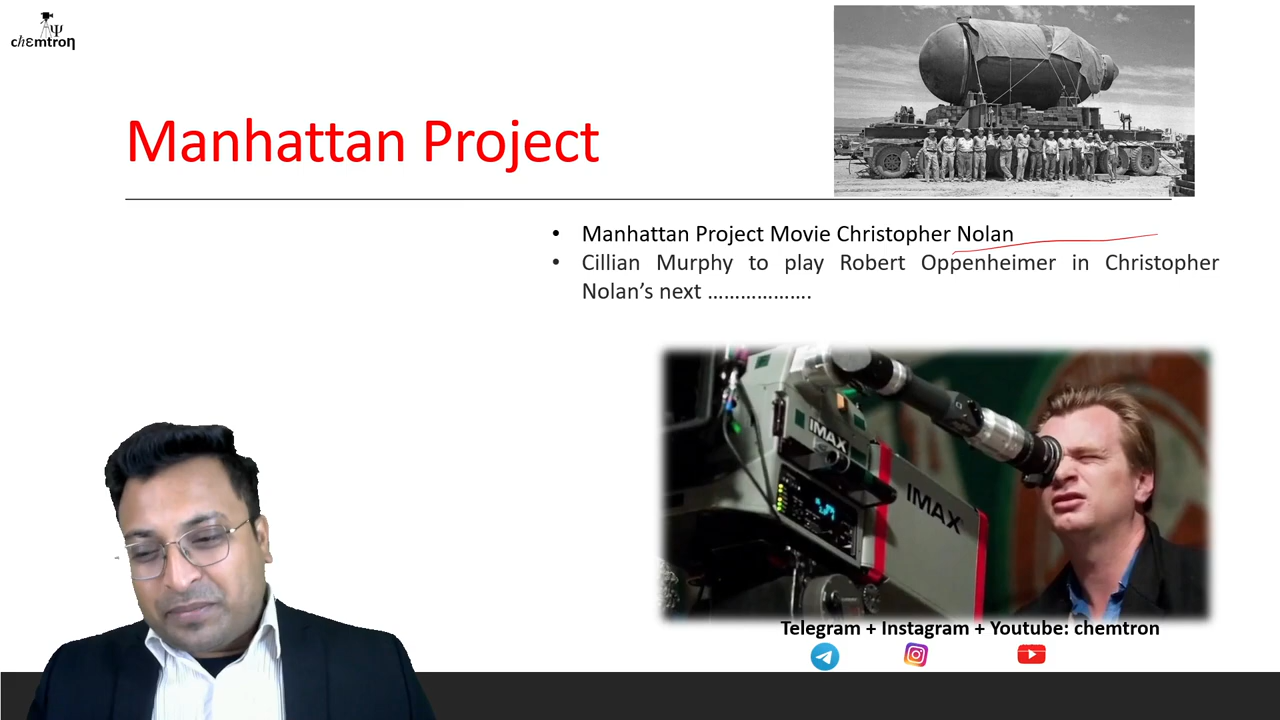 Ψ
chεmtroη
Manhattan Project
• Manhattan Project Movie Christopher Nolan
• Cillian Murphy to play Robert Oppenheimer in Christopher
Nolan’s next ……………….
IMAX
IMAX
Telegram + Instagram + Youtube: chemtron